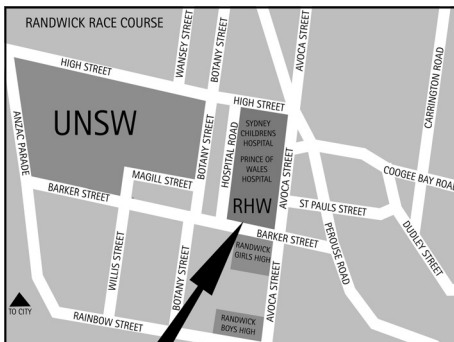 RANDWICK RACE COURSE
WANSEY STREET
BOTANY STREET
AVOCA STREET
CARRINGTON ROAD
HIGH STREET
HIGH STREET
UNSW
ANZAC PARADE
BOTANY STREET
HOSPITAL ROAD
SYDNEY
CHILDRENS
HOSPITAL
PRINCE OF
WALES
HOSPITAL
RHW
AVOCA STREET
COOGEE BAY ROAD
MAGILL STREET
BARKER STREET
ST PAULS STREET
DUDLEY STREET
BARKER STREET
PEROUSE ROAD
WILLIS STREET
BOTANY STREET
RANDWICK
GIRLS HIGH
AVOCA STREET
TO CITY
RAINBOW STREET
RANDWICK
BOYS HIGH